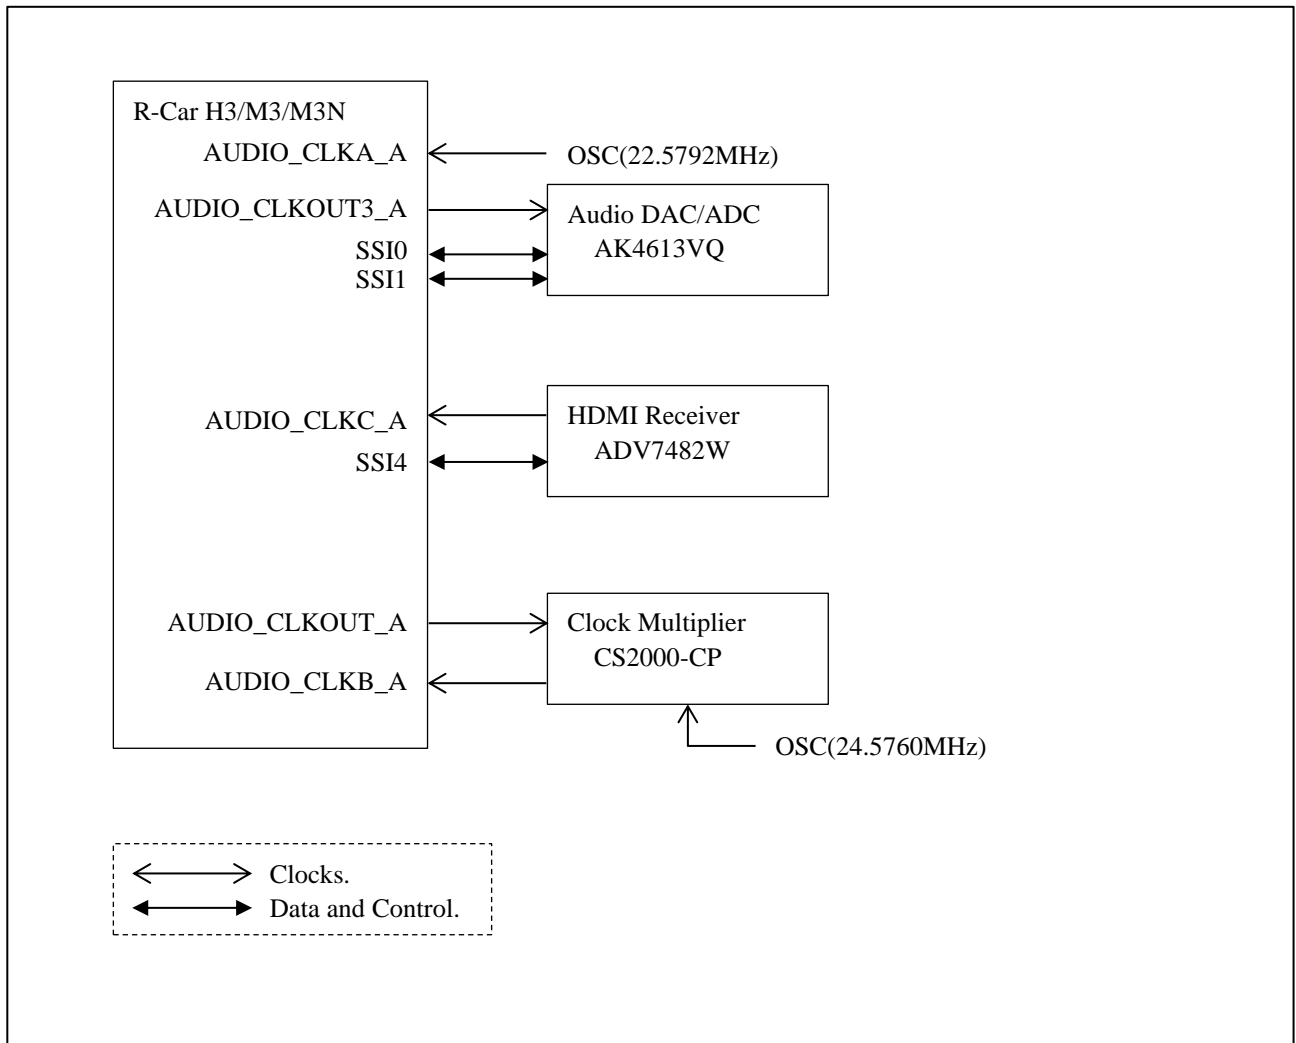 R-Car H3/M3/M3N
AUDIO_CLKA_A
OSC(22.5792MHz)
AUDIO_CLKOUT3_A
Audio DAC/ADC
AK4613VQ
SSI0
SSI1
AUDIO_CLKC_A
HDMI Receiver
ADV7482W
SSI4
AUDIO_CLKOUT_A
Clock Multiplier
CS2000-CP
AUDIO_CLKB_A
OSC(24.5760MHz)
Clocks.
Data and Control.